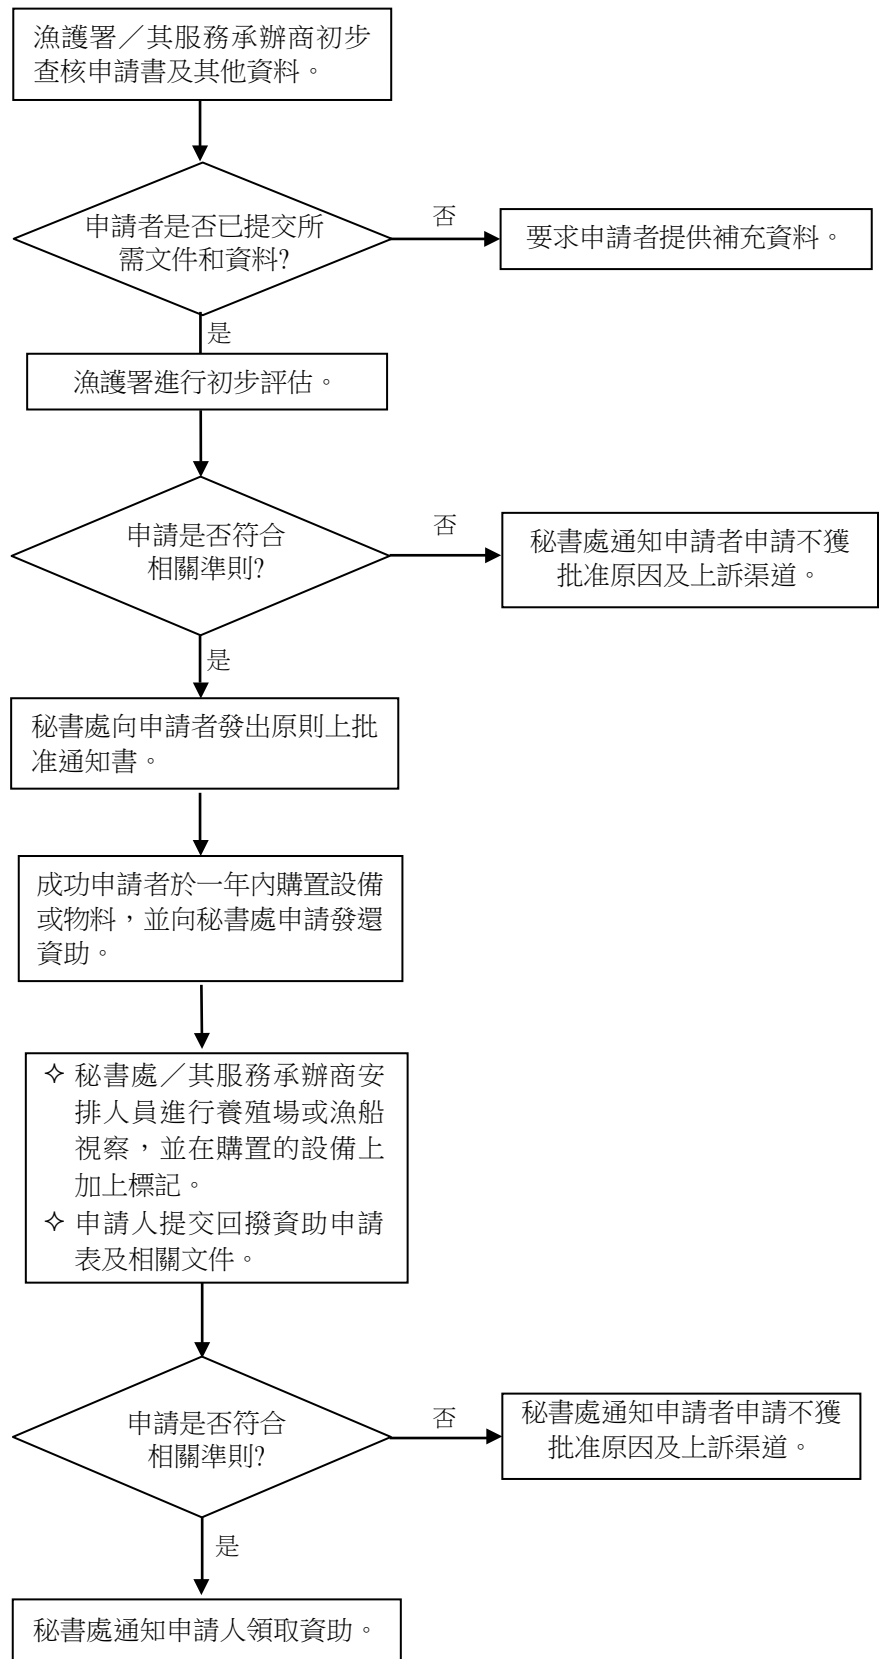 漁護署／其服務承辦商初步
查核申請書及其他資料。
申請者是否已提交所
需文件和資料?
否
要求申請者提供補充資料。
是
漁護署進行初步評估。
申請是否符合
相關準則?
否
秘書處通知申請者申請不獲
批准原因及上訴渠道。
是
秘書處向申請者發出原則上批
准通知書。
成功申請者於一年內購置設備
或物料，並向秘書處申請發還
資助。
✧ 秘書處／其服務承辦商安
排人員進行養殖場或漁船
視察，並在購置的設備上
加上標記。
✧ 申請人提交回撥資助申請
表及相關文件。
申請是否符合
相關準則?
否
秘書處通知申請者申請不獲
批准原因及上訴渠道。
是
秘書處通知申請人領取資助。